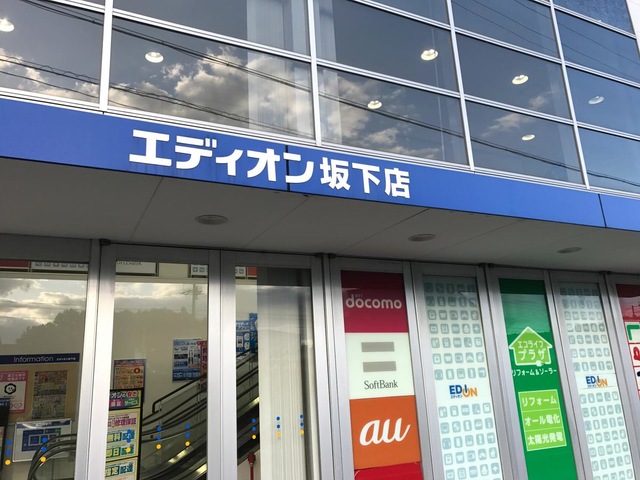 エディオン坂下店
docomo
SoftBank
au
EDION
エコライフ
プラザ
リフォーム&ソーラー
リフォーム
オール電化
太陽光発電
EDION
Information